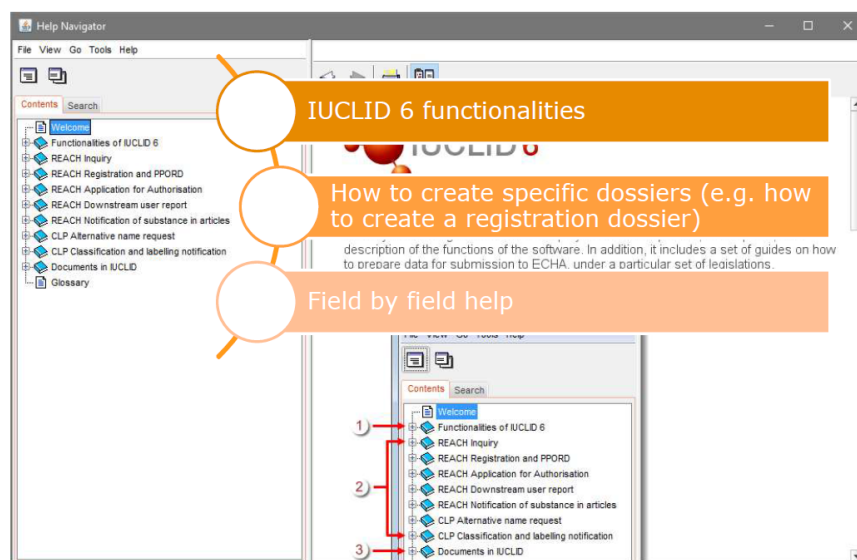 Help Navigator
File View Go Tools Help
Contents Search
Welcome
Functionalities of IUCLID 6
REACH Inquiry
REACH Registration and PPORD
REACH Application for Authorisation
REACH Downstream user report
REACH Notification of substance in articles
CLP Alternative name request
CLP Classification and labelling notification
Documents in IUCLID
Glossary
IUCLID 6 functionalities
IUCLID 6
How to create specific dossiers (e.g. how
to create a registration dossier)
description of the functions of the software. In addition, it includes a set of guides on how
to prepare data for submission to ECHA, under a particular set of legislations.
Field by field help
File View Go Tools Help
Contents Search
Welcome
1 Functionalities of IUCLID 6
REACH Inquiry
REACH Registration and PPORD
REACH Application for Authorisation
2 REACH Downstream user report
REACH Notification of substance in articles
CLP Alternative name request
CLP Classification and labelling notification
3 Documents in IUCLID